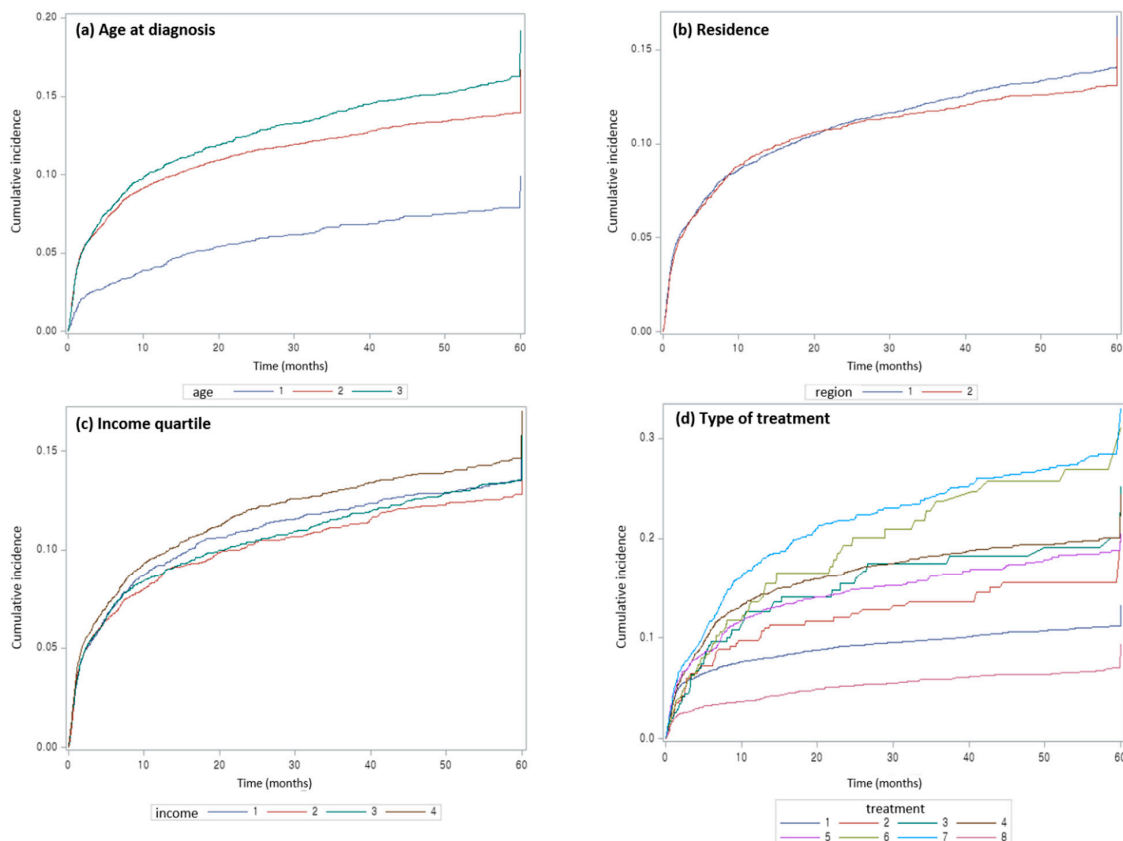 (a) Age at diagnosis
0.20
0.15
0.10
0.05
0.00
Cumulative incidence
0 10 20 30 40 50 60
Time (months)
age 1 2 3
(b) Residence
0.15
0.10
0.05
0.00
Cumulative incidence
0 10 20 30 40 50 60
Time (months)
region 1 2
(c) Income quartile
0.15
0.10
0.05
0.00
Cumulative incidence
0 10 20 30 40 50 60
Time (months)
income 1 2 3 4
(d) Type of treatment
0.3
0.2
0.1
0.0
Cumulative incidence
0 10 20 30 40 50 60
Time (months)
treatment
1 2 3 4
5 6 7 8